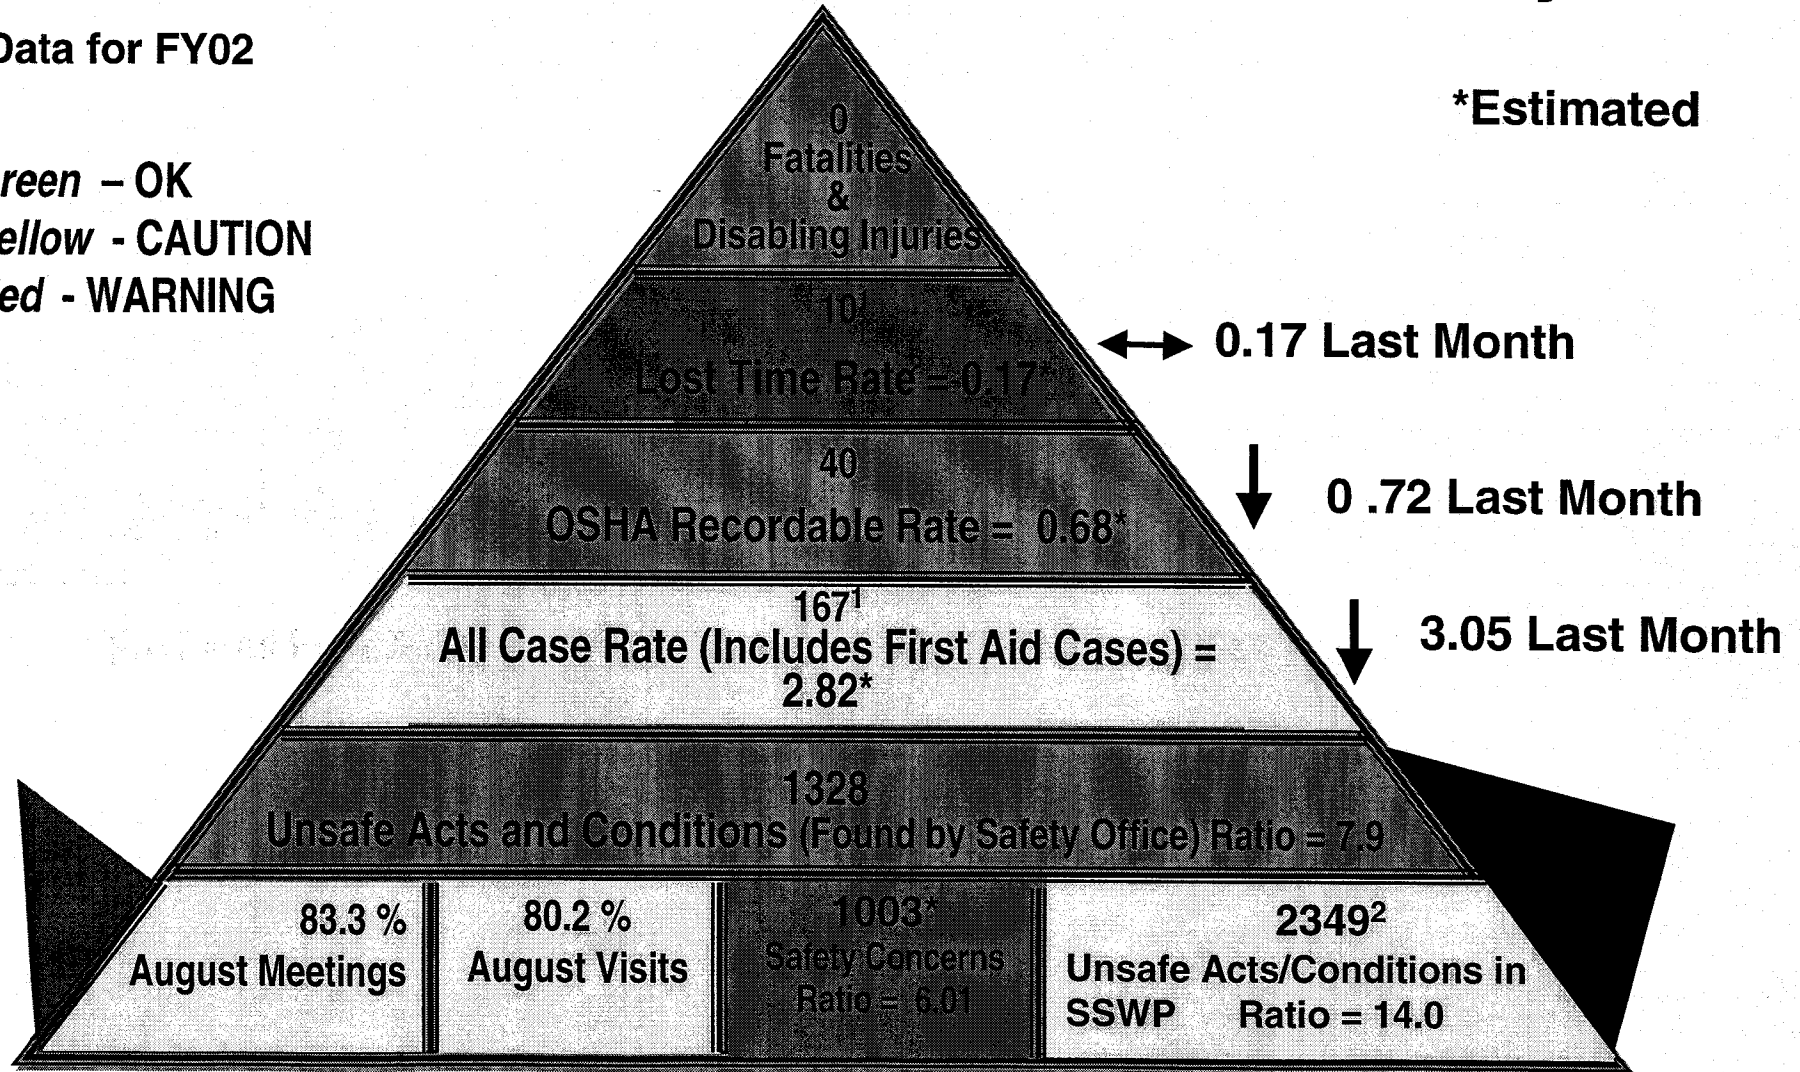 Data for FY02
*Estimated
reen – OK
ellow - CAUTION
ed - WARNING
0
Fatalities
&
Disabling Injuries
10¹
Lost Time Rate = 0.17*
0.17 Last Month
40
OSHA Recordable Rate = 0.68*
0 .72 Last Month
167¹
All Case Rate (Includes First Aid Cases) =
2.82*
3.05 Last Month
1328
Unsafe Acts and Conditions (Found by Safety Office) Ratio = 7.9
83.3 %
August Meetings
80.2 %
August Visits
1003*
Safety Concerns
Ratio = 6.01
2349²
Unsafe Acts/Conditions in
SSWP Ratio = 14.0